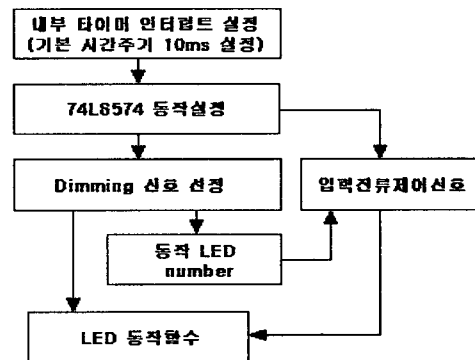 내부 타이머 인터럽트 설정
(기본 시간주기 10ms 설정)
74LS574 동작설정
Dimming 신호 선정
입력전류제어신호
동작 LED
number
LED 동작함수